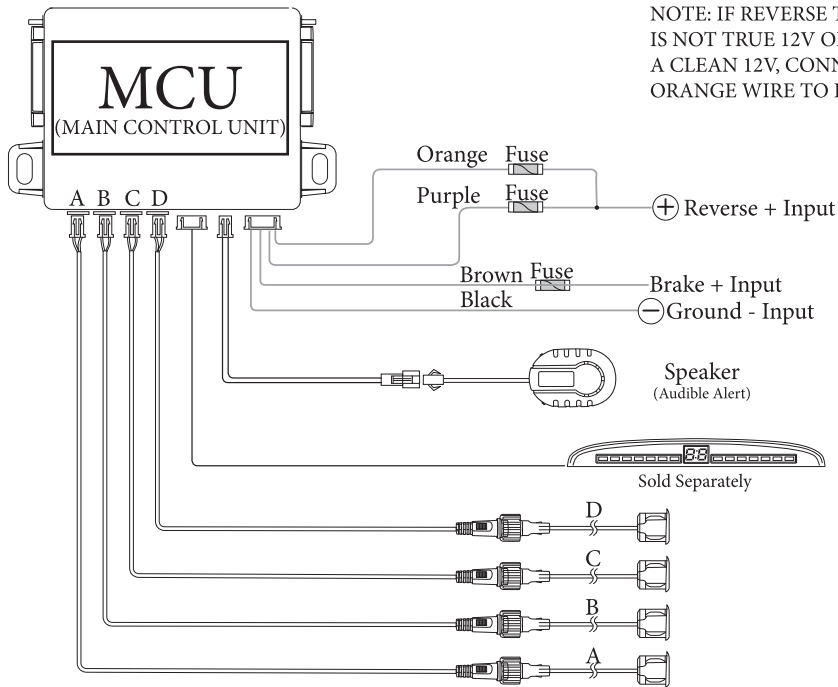 NOTE: IF REVERSE
IS NOT TRUE 12V
A CLEAN 12V,
ORANGE WIRE TO
MCU
(MAIN CONTROL UNIT)
Orange Fuse
Purple Fuse
+ Reverse + Input
A B C D
Brown Fuse
Brake + Input
Black
− Ground - Input
Speaker
(Audible Alert)
88
Sold Separately
D
C
B
A